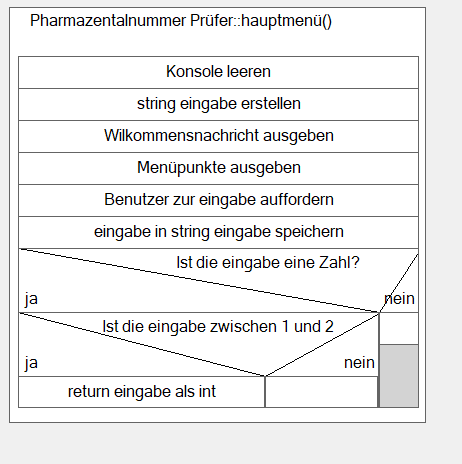 Pharmazentalnummer Prüfer::hauptmenü()
Konsole leeren
string eingabe erstellen
Wilkommensnachricht ausgeben
Menüpunkte ausgeben
Benutzer zur eingabe auffordern
eingabe in string eingabe speichern
Ist die eingabe eine Zahl?
ja nein
Ist die eingabe zwischen 1 und 2
ja nein
return eingabe als int